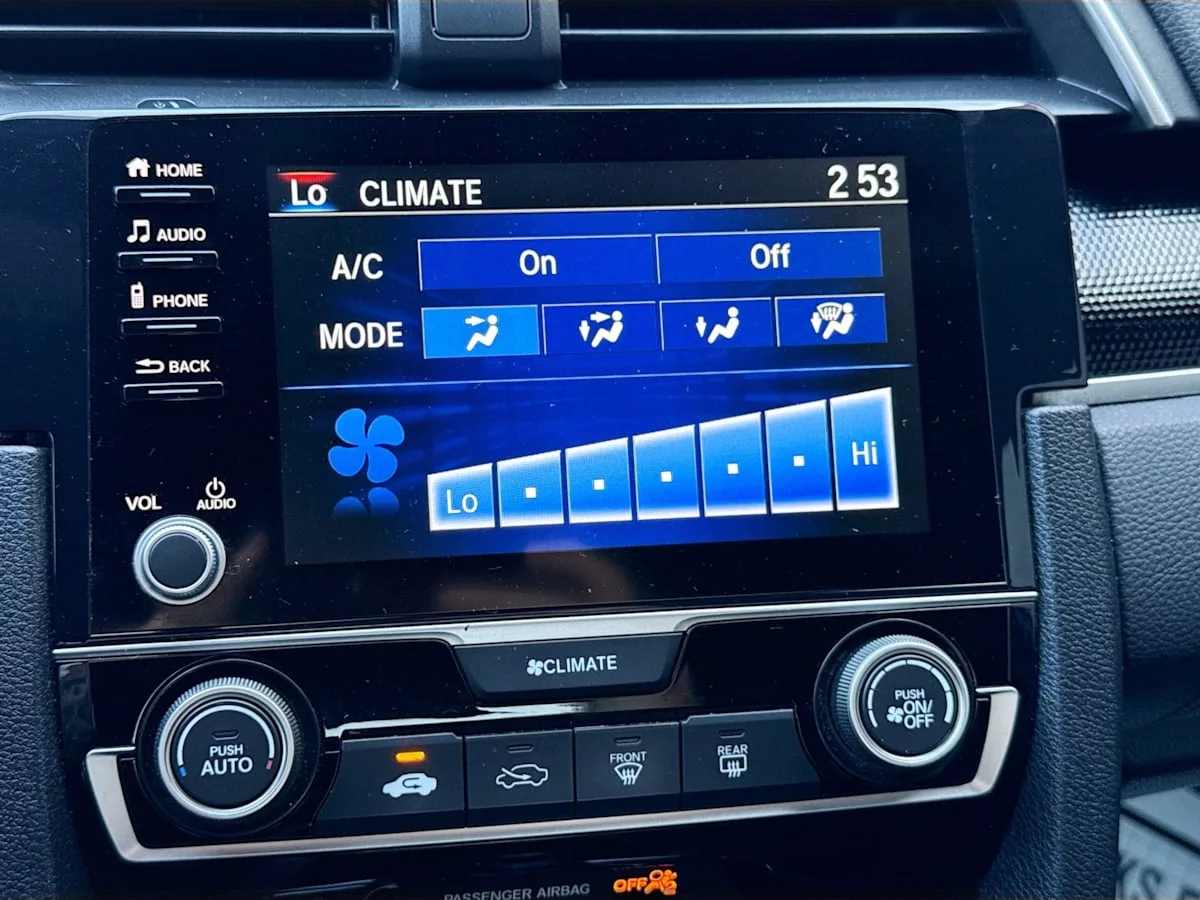 HOME
AUDIO
PHONE
BACK
VOL
AUDIO
Lo CLIMATE 2 53
A/C On Off
MODE
Lo
Hi
CLIMATE
PUSH
AUTO
FRONT
REAR
PUSH
ON/
OFF
PASSENGER AIRBAG OFF